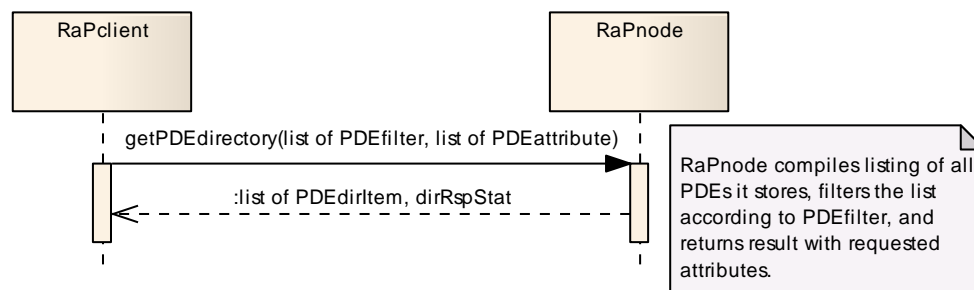 RaPclient
RaPnode
getPDEdirectory(list of PDEfilter, list of PDEattribute)
:list of PDEdirItem, dirRspStat
RaPnode compiles listing of all
PDEs it stores, filters the list
according to PDEfilter, and
returns result with requested
attributes.